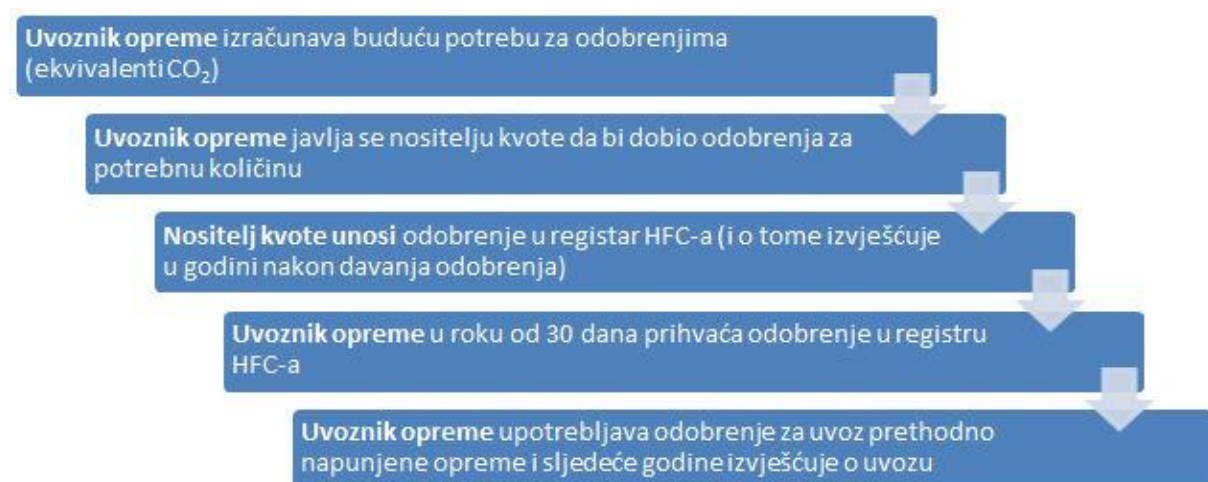 Uvoznik opreme izračunava buduću potrebu za odobrenjima
(ekvivalenti CO₂)
Uvoznik opreme javlja se nositelju kvote da bi dobio odobrenja za
potrebnu količinu
Nositelj kvote unosi odobrenje u registar HFC-a (i o tome izvješćuje
u godini nakon davanja odobrenja)
Uvoznik opreme u roku od 30 dana prihvaća odobrenje u registru
HFC-a
Uvoznik opreme upotrebljava odobrenje za uvoz prethodno
napunjene opreme i sljedeće godine izvješćuje o uvozu